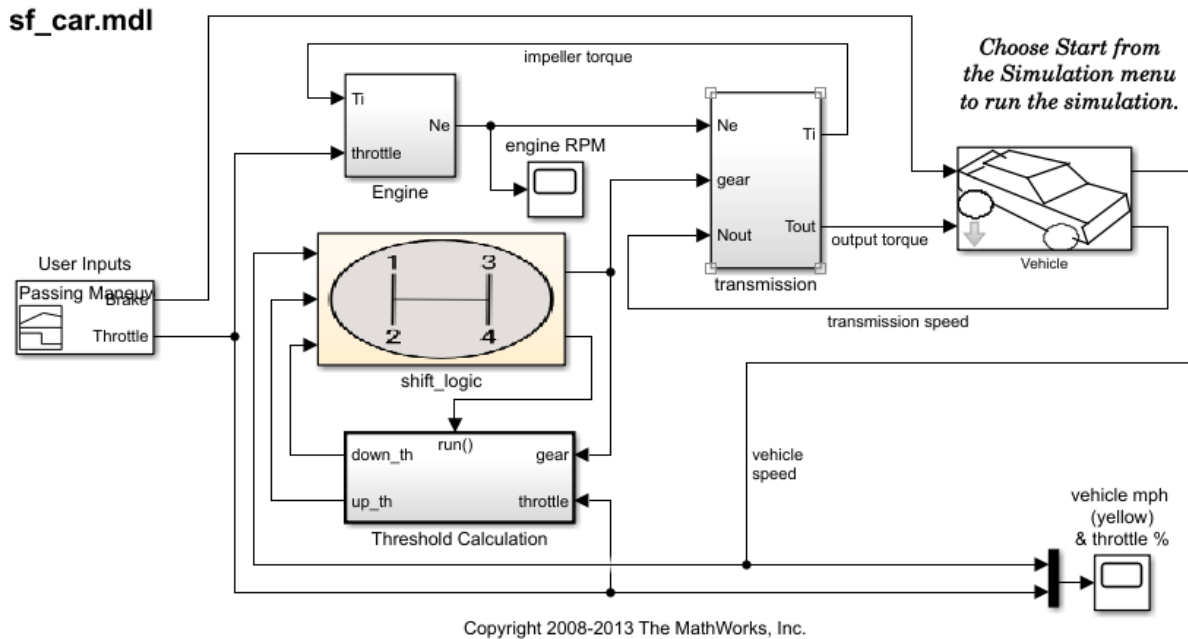 sf_car.mdl
impeller torque
Choose Start from
the Simulation menu
to run the simulation.
Ti
Ne
throttle
Engine
engine RPM
Ne
Ti
gear
Nout
Tout
transmission
output torque
Vehicle
transmission speed
User Inputs
Passing Maneuv
Brake
Throttle
1
3
2
4
shift_logic
run()
down_th
gear
up_th
throttle
Threshold Calculation
vehicle
speed
vehicle mph
(yellow)
& throttle %
Copyright 2008-2013 The MathWorks, Inc.